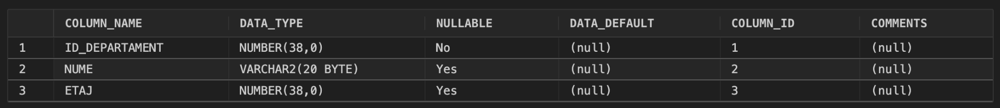 COLUMN_NAME DATA_TYPE NULLABLE DATA_DEFAULT COLUMN_ID COMMENTS
1 ID_DEPARTAMENT NUMBER(38,0) No (null) 1 (null)
2 NUME VARCHAR2(20 BYTE) Yes (null) 2 (null)
3 ETAJ NUMBER(38,0) Yes (null) 3 (null)